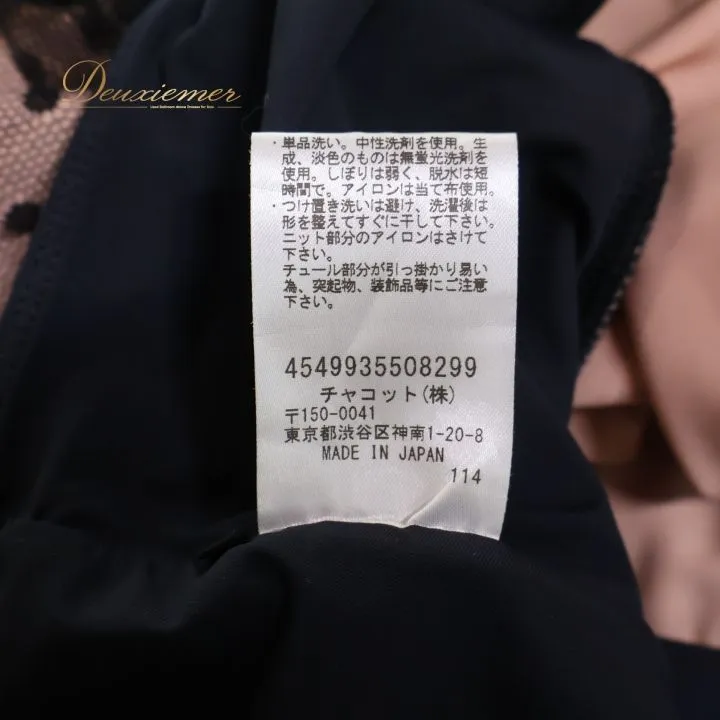 Deuxiemer
・単品洗い。中性洗剤を使用。生
成、淡色のものは無蛍光洗剤を
使用。しぼりは弱く、脱水は短
時間で。アイロンは当て布使用。
・つけ置き洗いは避け、洗濯後は
形を整えてすぐに干して下さい。
ニット部分のアイロンはさけて
下さい。
チュール部分が引っ掛かり易い
為、突起物、装飾品等にご注意
下さい。
4549935508299
チャコット(株)
〒150-0041
東京都渋谷区神南1-20-8
MADE IN JAPAN
114